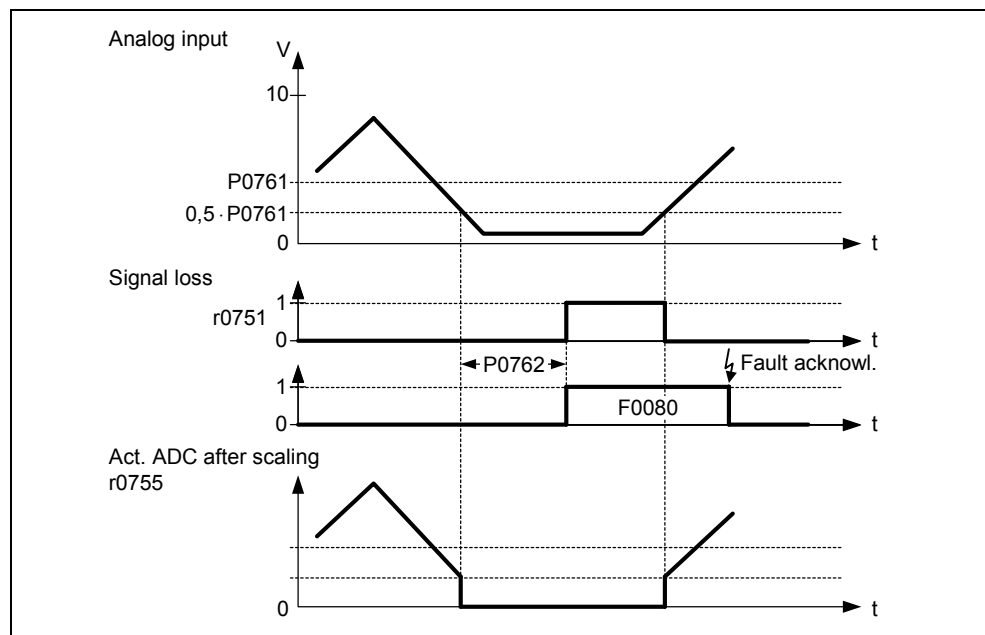 Analog input
V
10
P0761
0,5 · P0761
0
t
Signal loss
r0751
1
0
t
P0762
Fault acknowl.
1
F0080
0
t
Act. ADC after scaling
r0755
0
t